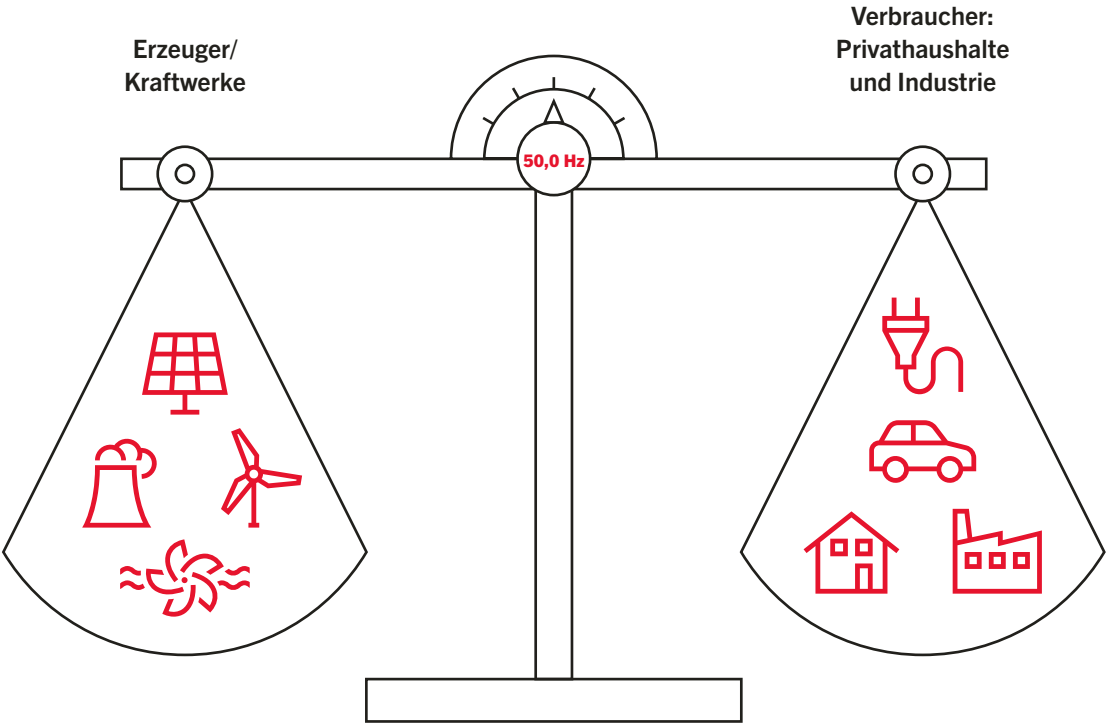 Erzeuger/
Kraftwerke
Verbraucher:
Privathaushalte
und Industrie
50,0 Hz